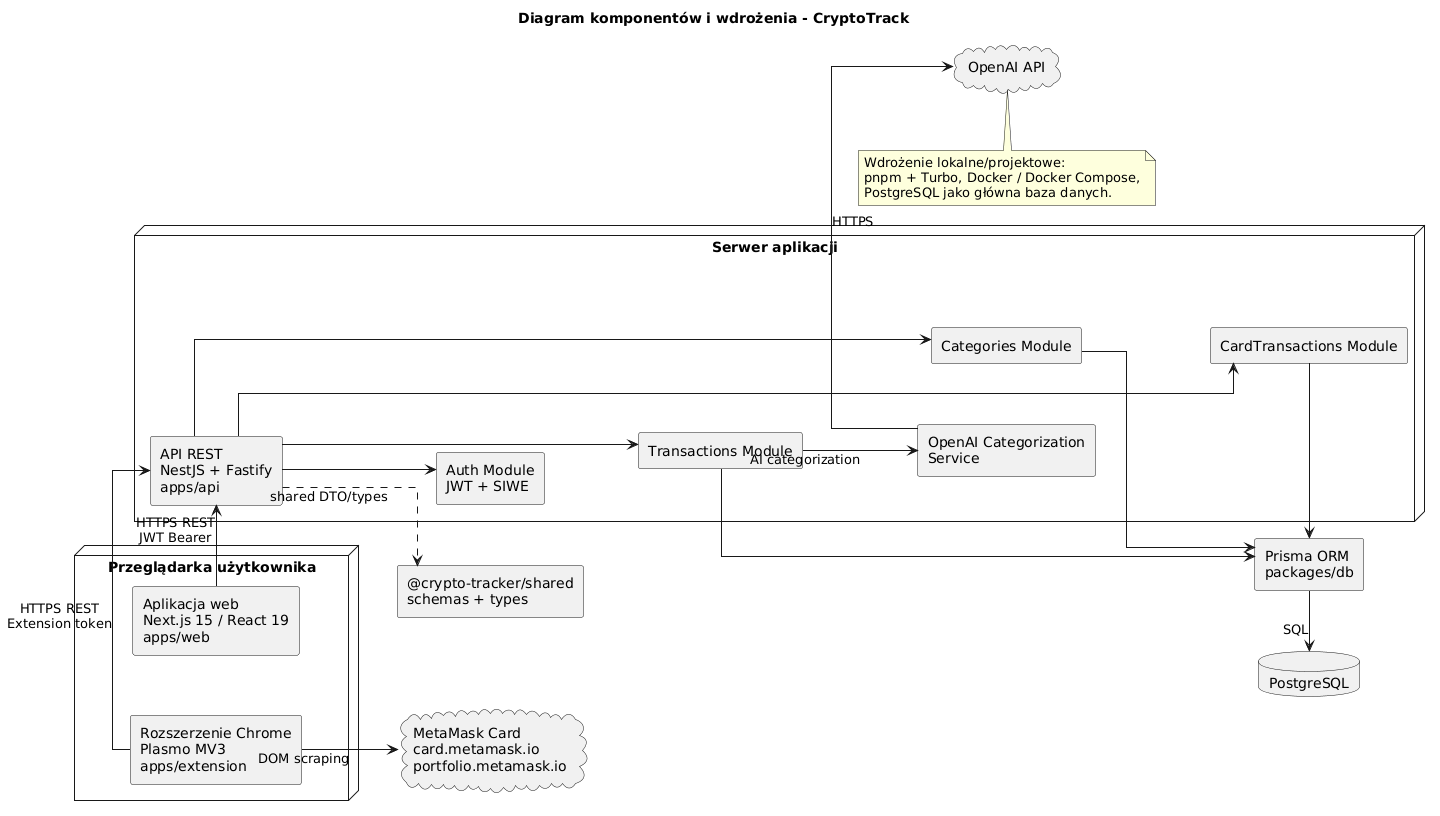 Diagram komponentów i wdrożenia - CryptoTrack
OpenAI API
Wdrożenie lokalne/projektowe:
pnpm + Turbo, Docker / Docker Compose,
PostgreSQL jako główna baza danych.
HTTPS
Serwer aplikacji
Categories Module
CardTransactions Module
API REST
NestJS + Fastify
apps/api
Auth Module
JWT + SIWE
Transactions Module
AI categorization
OpenAI Categorization
Service
shared DTO/types
HTTPS REST
JWT Bearer
Prisma ORM
packages/db
Przeglądarka użytkownika
@crypto-tracker/shared
schemas + types
Aplikacja web
Next.js 15 / React 19
apps/web
HTTPS REST
Extension token
SQL
PostgreSQL
Rozszerzenie Chrome
Plasmo MV3
apps/extension
DOM scraping
MetaMask Card
card.metamask.io
portfolio.metamask.io